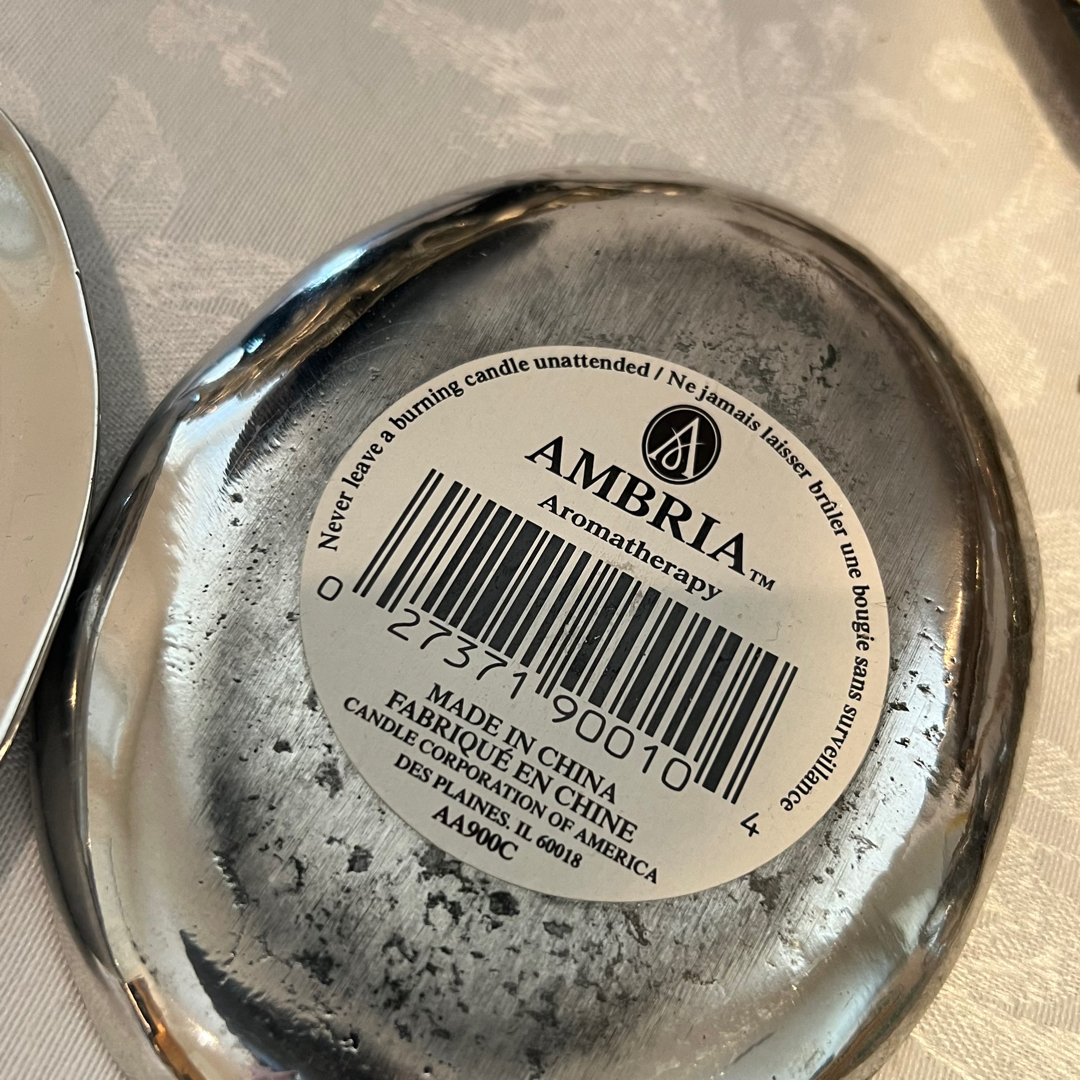 Never leave a burning candle unattended / Ne jamais laisser brûler une bougie sans surveillance
AMBRIA™
Aromatherapy
0 27371 90010 4
MADE IN CHINA
FABRIQUÉ EN CHINE
CANDLE CORPORATION OF AMERICA
DES PLAINES, IL 60018
AA900C